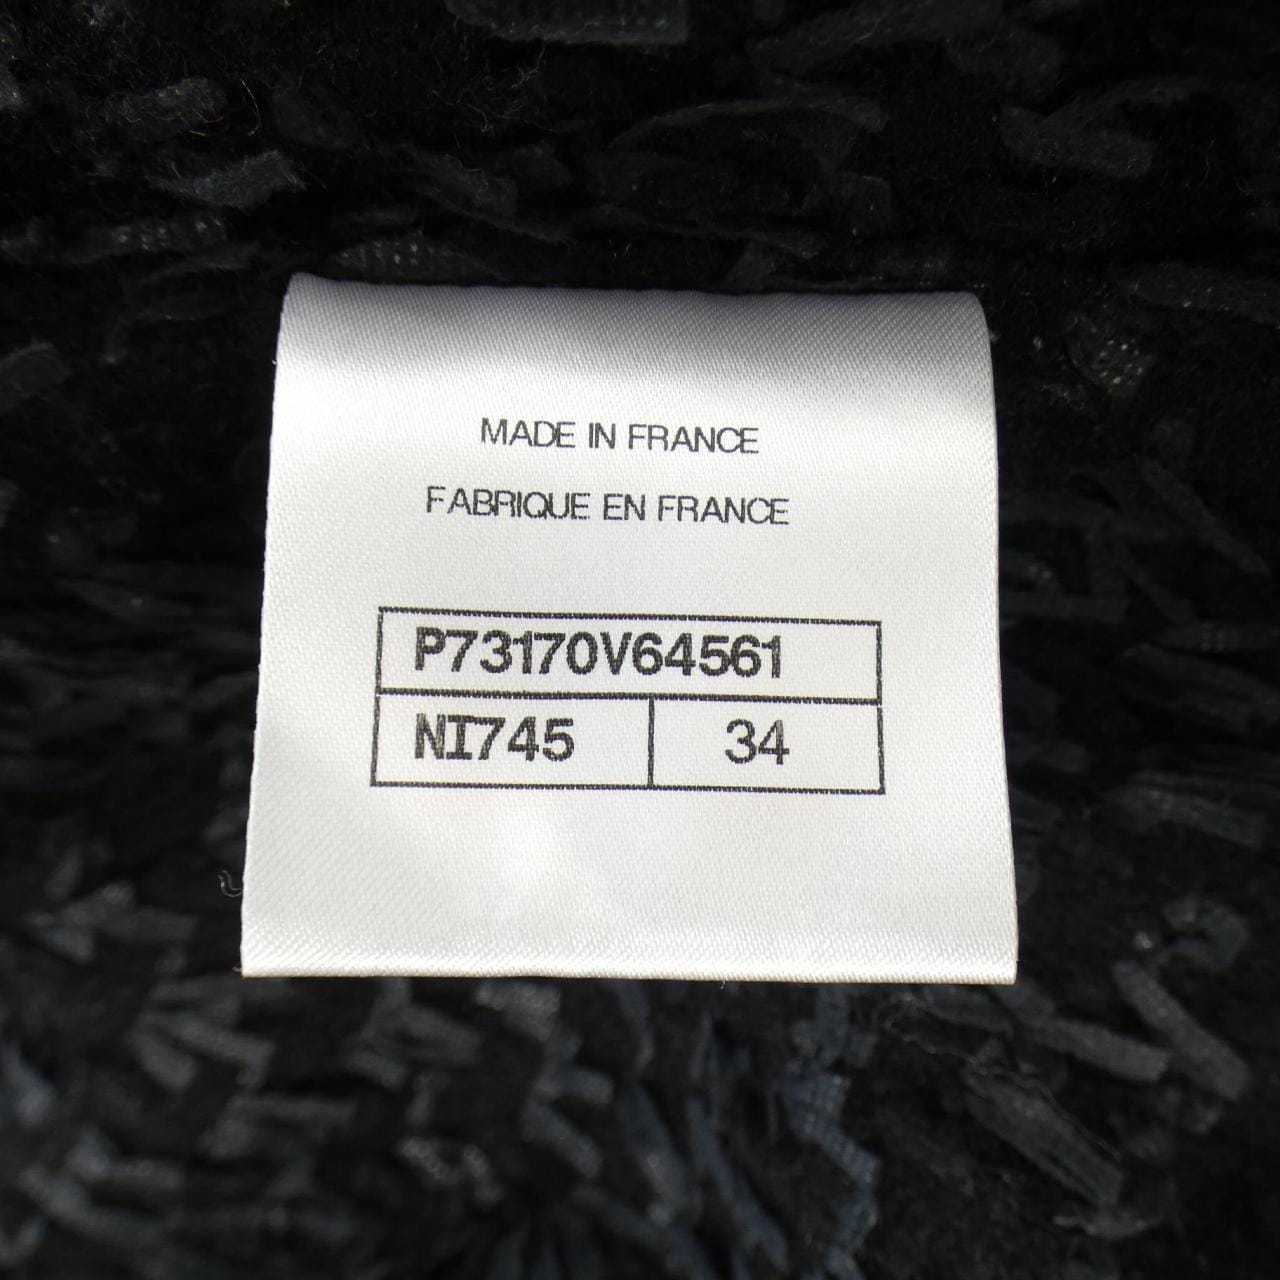 MADE IN FRANCE
FABRIQUE EN FRANCE
P73170V64561
NI745 34